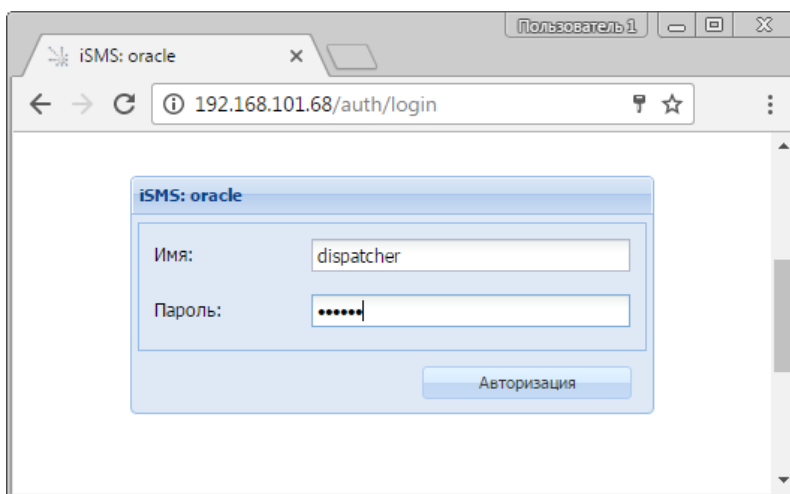 Пользователь 1
iSMS: oracle
192.168.101.68/auth/login
iSMS: oracle
Имя: dispatcher
Пароль: ••••••
Авторизация